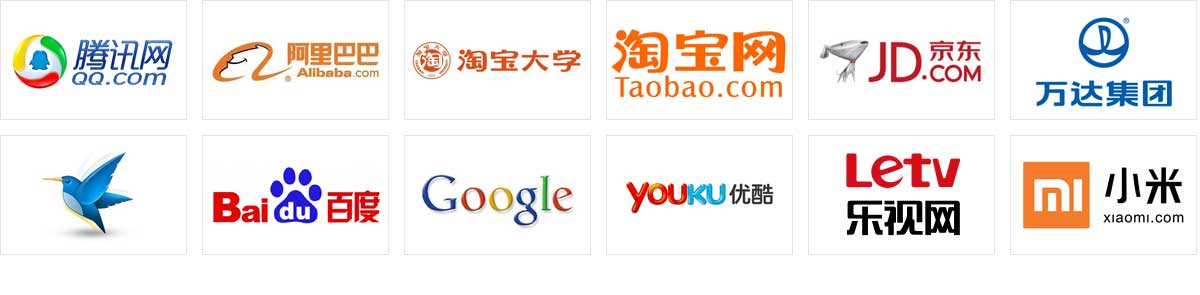 腾讯网
QQ.com
阿里巴巴
Alibaba.com
淘宝大学
淘宝网
Taobao.com
JD 京东
.COM
®
万达集团
Bai du 百度
Google
YOUKU 优酷
Letv
乐视网
mi 小米
xiaomi.com